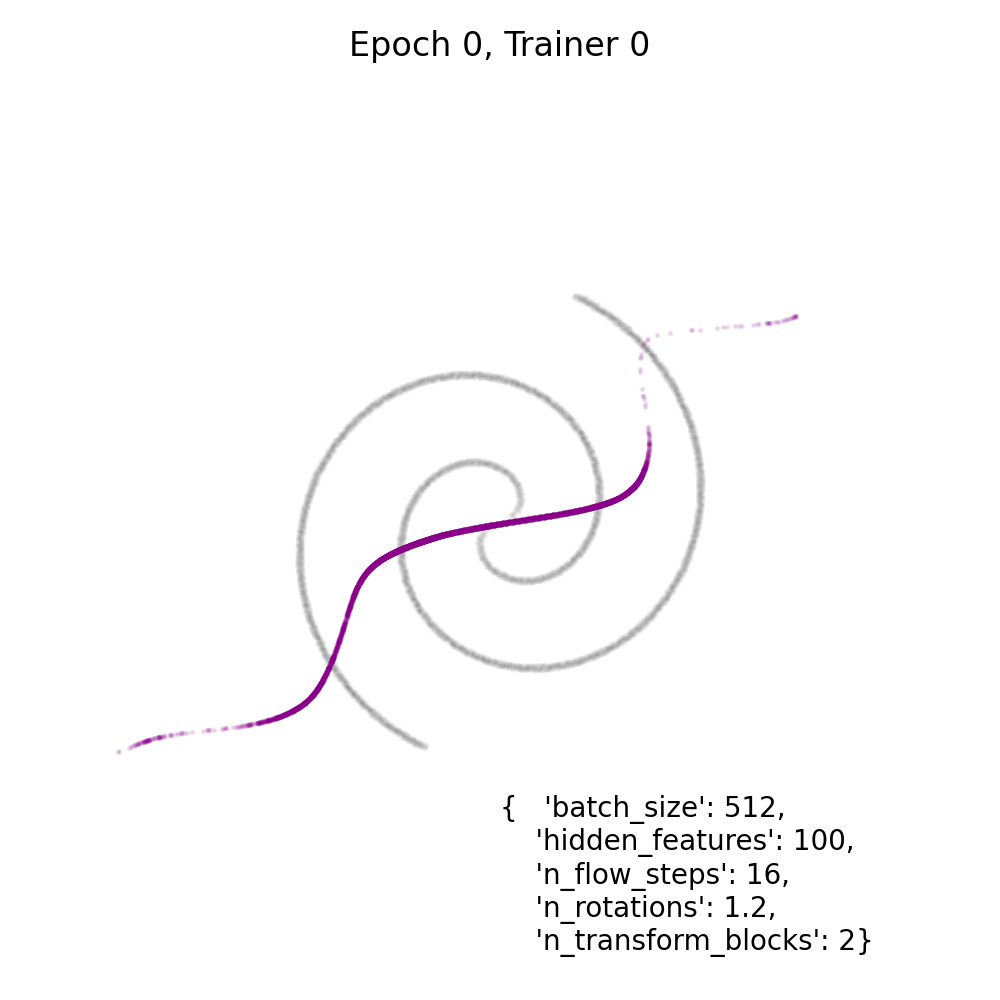 Epoch 0, Trainer 0
{   'batch_size': 512,
    'hidden_features': 100,
    'n_flow_steps': 16,
    'n_rotations': 1.2,
    'n_transform_blocks': 2}